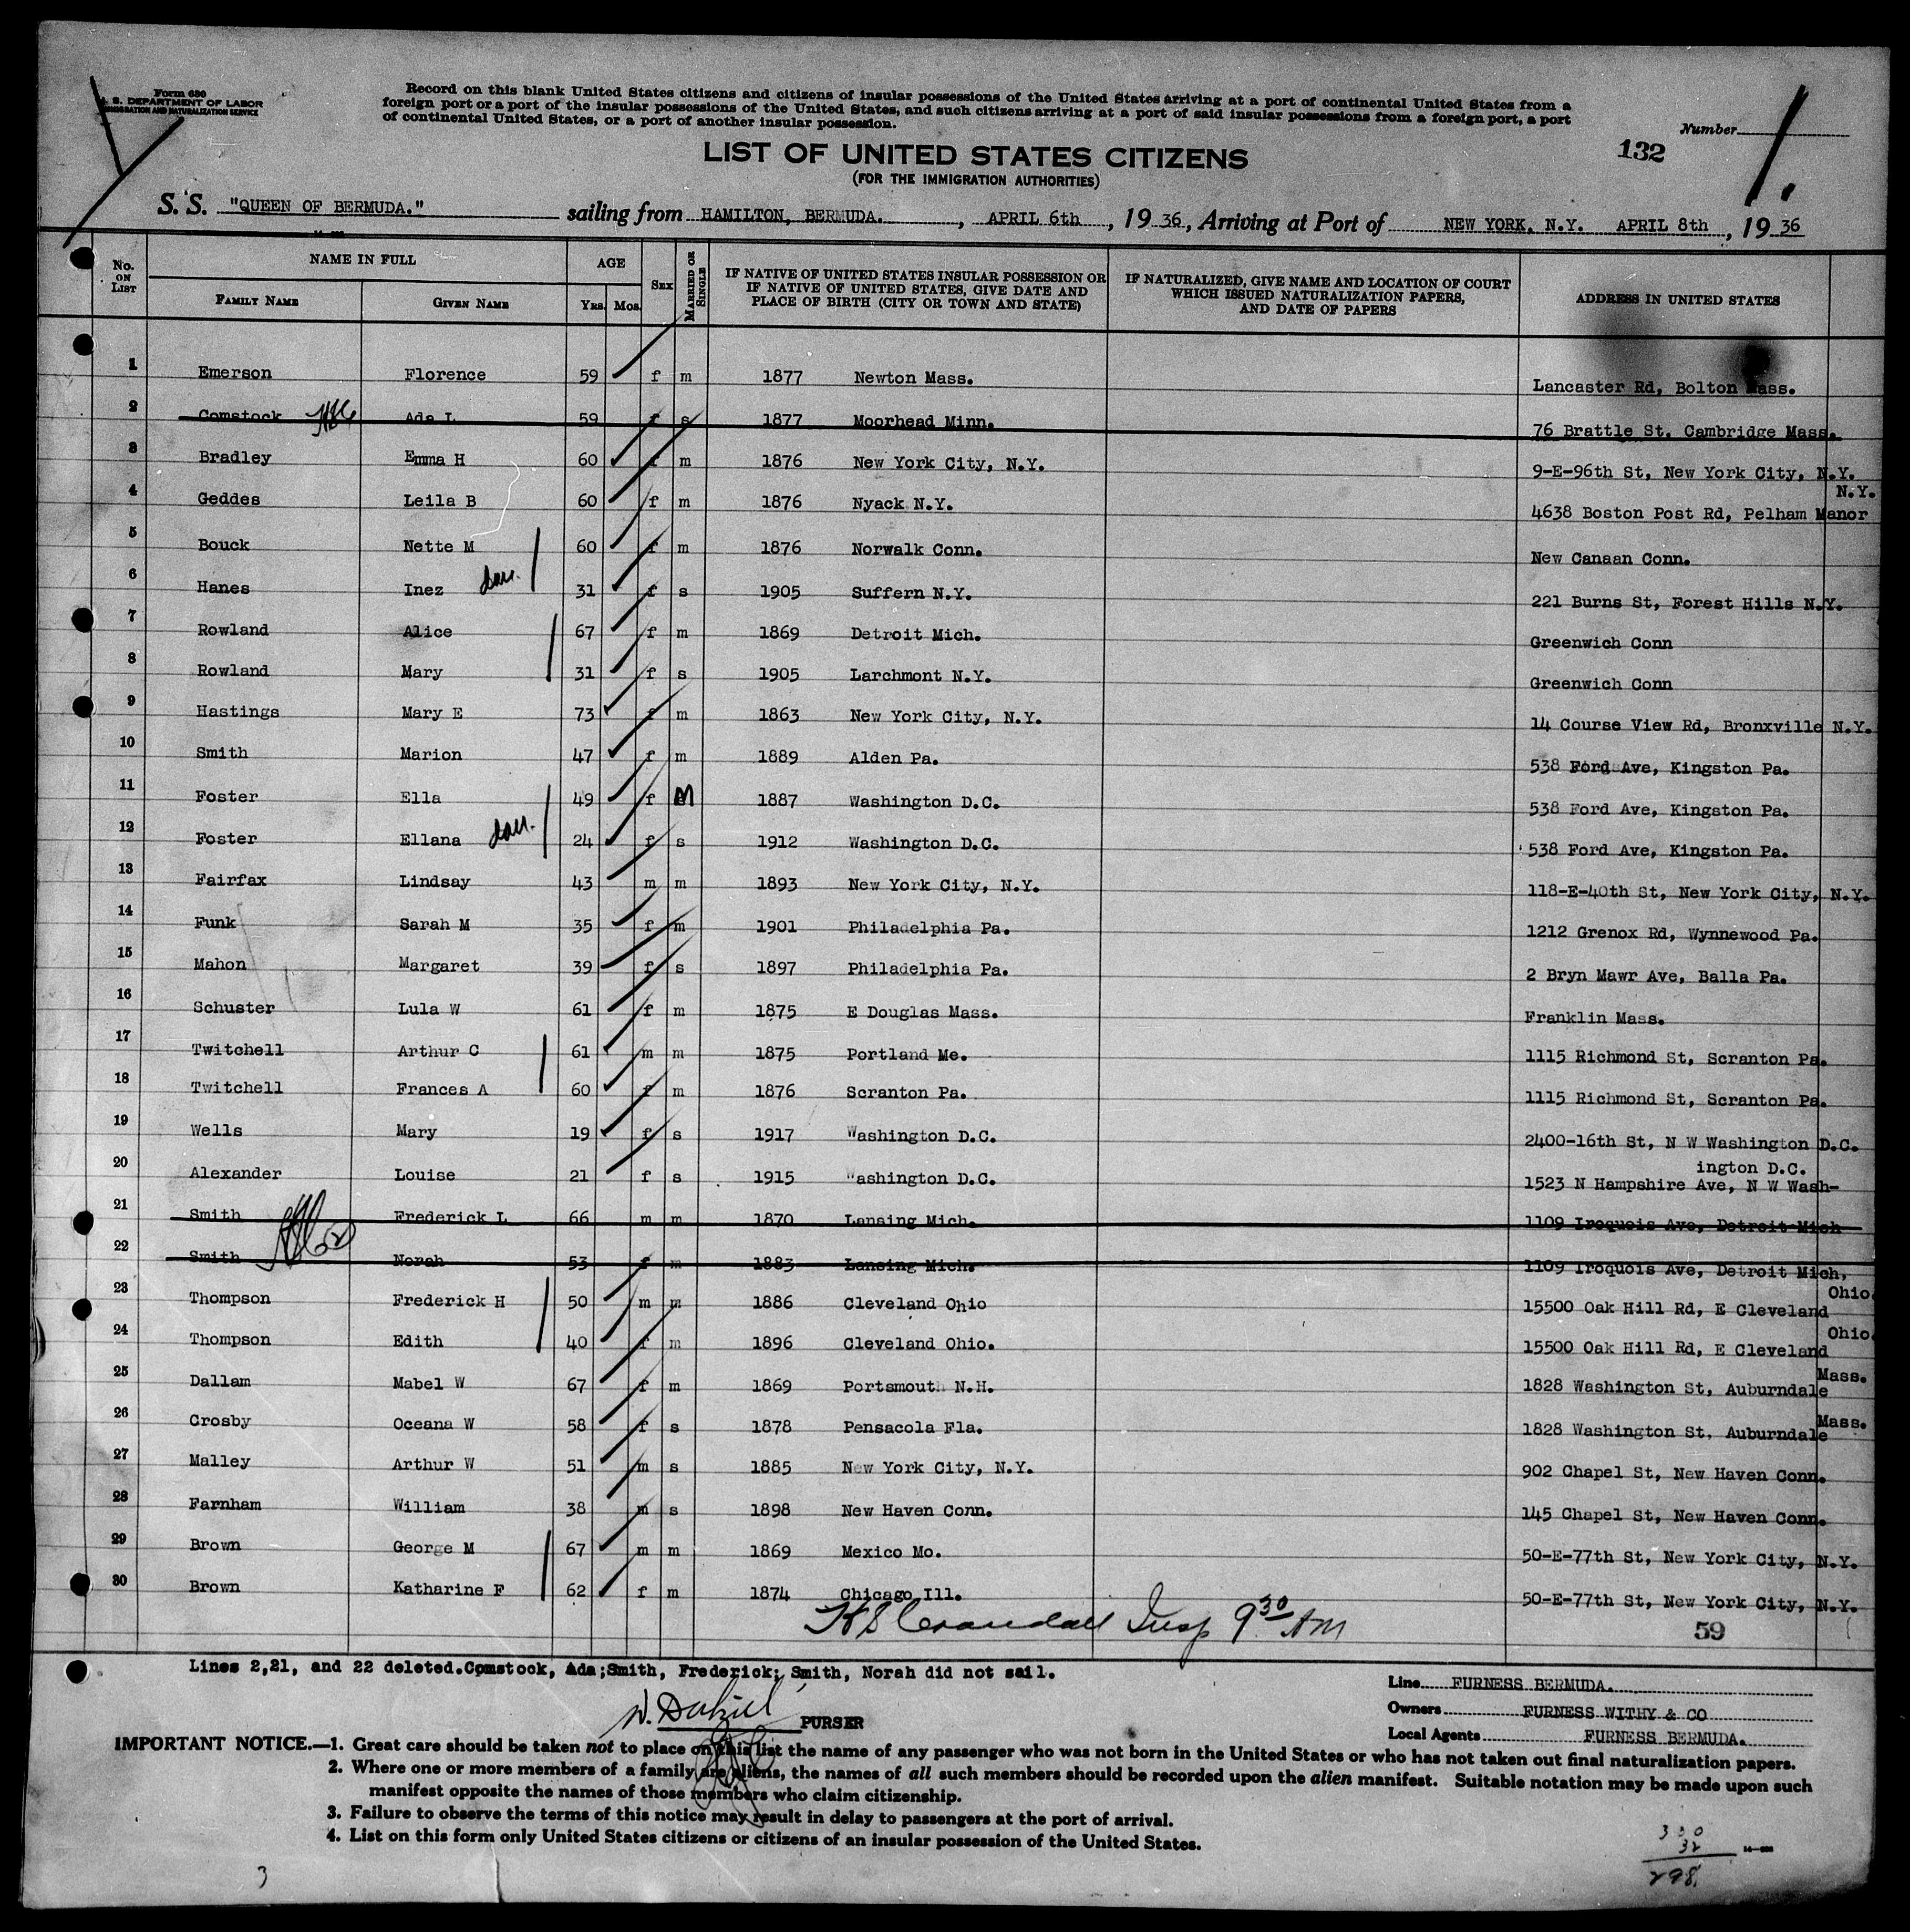 Form 630
U. S. DEPARTMENT OF LABOR
IMMIGRATION AND NATURALIZATION SERVICE
Record on this blank United States citizens and citizens of insular possessions of the United States arriving at a port of continental United States from a
foreign port or a port of the insular possessions of the United States, and such citizens arriving at a port of said insular possessions from a foreign port, a port
of continental United States, or a port of another insular possession.
Number 1.
132
LIST OF UNITED STATES CITIZENS
(FOR THE IMMIGRATION AUTHORITIES)
S. S. "QUEEN OF BERMUDA." sailing from HAMILTON, BERMUDA. , APRIL 6th , 19 36 , Arriving at Port of NEW YORK, N.Y. APRIL 8th , 19 36
No. ON LIST
NAME IN FULL
FAMILY NAME GIVEN NAME
AGE
Yrs. Mos.
SEX
MARRIED OR SINGLE
IF NATIVE OF UNITED STATES INSULAR POSSESSION OR
IF NATIVE OF UNITED STATES, GIVE DATE AND
PLACE OF BIRTH (CITY OR TOWN AND STATE)
IF NATURALIZED, GIVE NAME AND LOCATION OF COURT
WHICH ISSUED NATURALIZATION PAPERS,
AND DATE OF PAPERS
ADDRESS IN UNITED STATES
1 Emerson Florence 59 f m 1877 Newton Mass. Lancaster Rd, Bolton Mass.
2 Comstock Ada L 59 f s 1877 Moorhead Minn. 76 Brattle St, Cambridge Mass.
3 Bradley Emma H 60 f m 1876 New York City, N.Y. 9-E-96th St, New York City, N.Y.
4 Geddes Leila B 60 f m 1876 Nyack N.Y. 4638 Boston Post Rd, Pelham Manor N.Y.
5 Bouck Nette M 60 f m 1876 Norwalk Conn. New Canaan Conn.
6 Hanes Inez dau. 31 f s 1905 Suffern N.Y. 221 Burns St, Forest Hills N.Y.
7 Rowland Alice 67 f m 1869 Detroit Mich. Greenwich Conn
8 Rowland Mary 31 f s 1905 Larchmont N.Y. Greenwich Conn
9 Hastings Mary E 73 f m 1863 New York City, N.Y. 14 Course View Rd, Bronxville N.Y.
10 Smith Marion 47 f m 1889 Alden Pa. 538 Ford Ave, Kingston Pa.
11 Foster Ella 49 f M 1887 Washington D.C. 538 Ford Ave, Kingston Pa.
12 Foster Ellana dau. 24 f s 1912 Washington D.C. 538 Ford Ave, Kingston Pa.
13 Fairfax Lindsay 43 m m 1893 New York City, N.Y. 118-E-40th St, New York City, N.Y.
14 Funk Sarah M 35 f m 1901 Philadelphia Pa. 1212 Grenox Rd, Wynnewood Pa.
15 Mahon Margaret 39 f s 1897 Philadelphia Pa. 2 Bryn Mawr Ave, Balla Pa.
16 Schuster Lula W 61 f m 1875 E Douglas Mass. Franklin Mass.
17 Twitchell Arthur C 61 m m 1875 Portland Me. 1115 Richmond St, Scranton Pa.
18 Twitchell Frances A 60 f m 1876 Scranton Pa. 1115 Richmond St, Scranton Pa.
19 Wells Mary 19 f s 1917 Washington D.C. 2400-16th St, N W Washington D.C.
20 Alexander Louise 21 f s 1915 Washington D.C. 1523 N Hampshire Ave, N W Wash-
ington D.C.
21 Smith Frederick L 66 m m 1870 Lansing Mich. 1109 Iroquois Ave, Detroit Mich
22 Smith Norah 53 f m 1883 Lansing Mich. 1109 Iroquois Ave, Detroit Mich,
23 Thompson Frederick H 50 m m 1886 Cleveland Ohio 15500 Oak Hill Rd, E Cleveland Ohio.
24 Thompson Edith 40 f m 1896 Cleveland Ohio. 15500 Oak Hill Rd, E Cleveland Ohio.
25 Dallam Mabel W 67 f m 1869 Portsmouth N.H. 1828 Washington St, Auburndale Mass.
26 Crosby Oceana W 58 f s 1878 Pensacola Fla. 1828 Washington St, Auburndale Mass.
27 Malley Arthur W 51 m s 1885 New York City, N.Y. 902 Chapel St, New Haven Conn.
28 Farnham William 38 m s 1898 New Haven Conn. 145 Chapel St, New Haven Conn.
29 Brown George M 67 m m 1869 Mexico Mo. 50-E-77th St, New York City, N.Y.
30 Brown Katharine F 62 f m 1874 Chicago Ill. 50-E-77th St, New York City, N.Y.
Crandall Insp 9 30 AM
59
Lines 2,21, and 22 deleted.Comstock, Ada;Smith, Frederick; Smith, Norah did not sail.
PURSER
Line FURNESS BERMUDA.
Owners FURNESS WITHY & CO
Local Agents FURNESS BERMUDA.
IMPORTANT NOTICE.—1. Great care should be taken not to place on this list the name of any passenger who was not born in the United States or who has not taken out final naturalization papers.
2. Where one or more members of a family are aliens, the names of all such members should be recorded upon the alien manifest. Suitable notation may be made upon such
manifest opposite the names of those members who claim citizenship.
3. Failure to observe the terms of this notice may result in delay to passengers at the port of arrival.
4. List on this form only United States citizens or citizens of an insular possession of the United States.
330
32
298
3